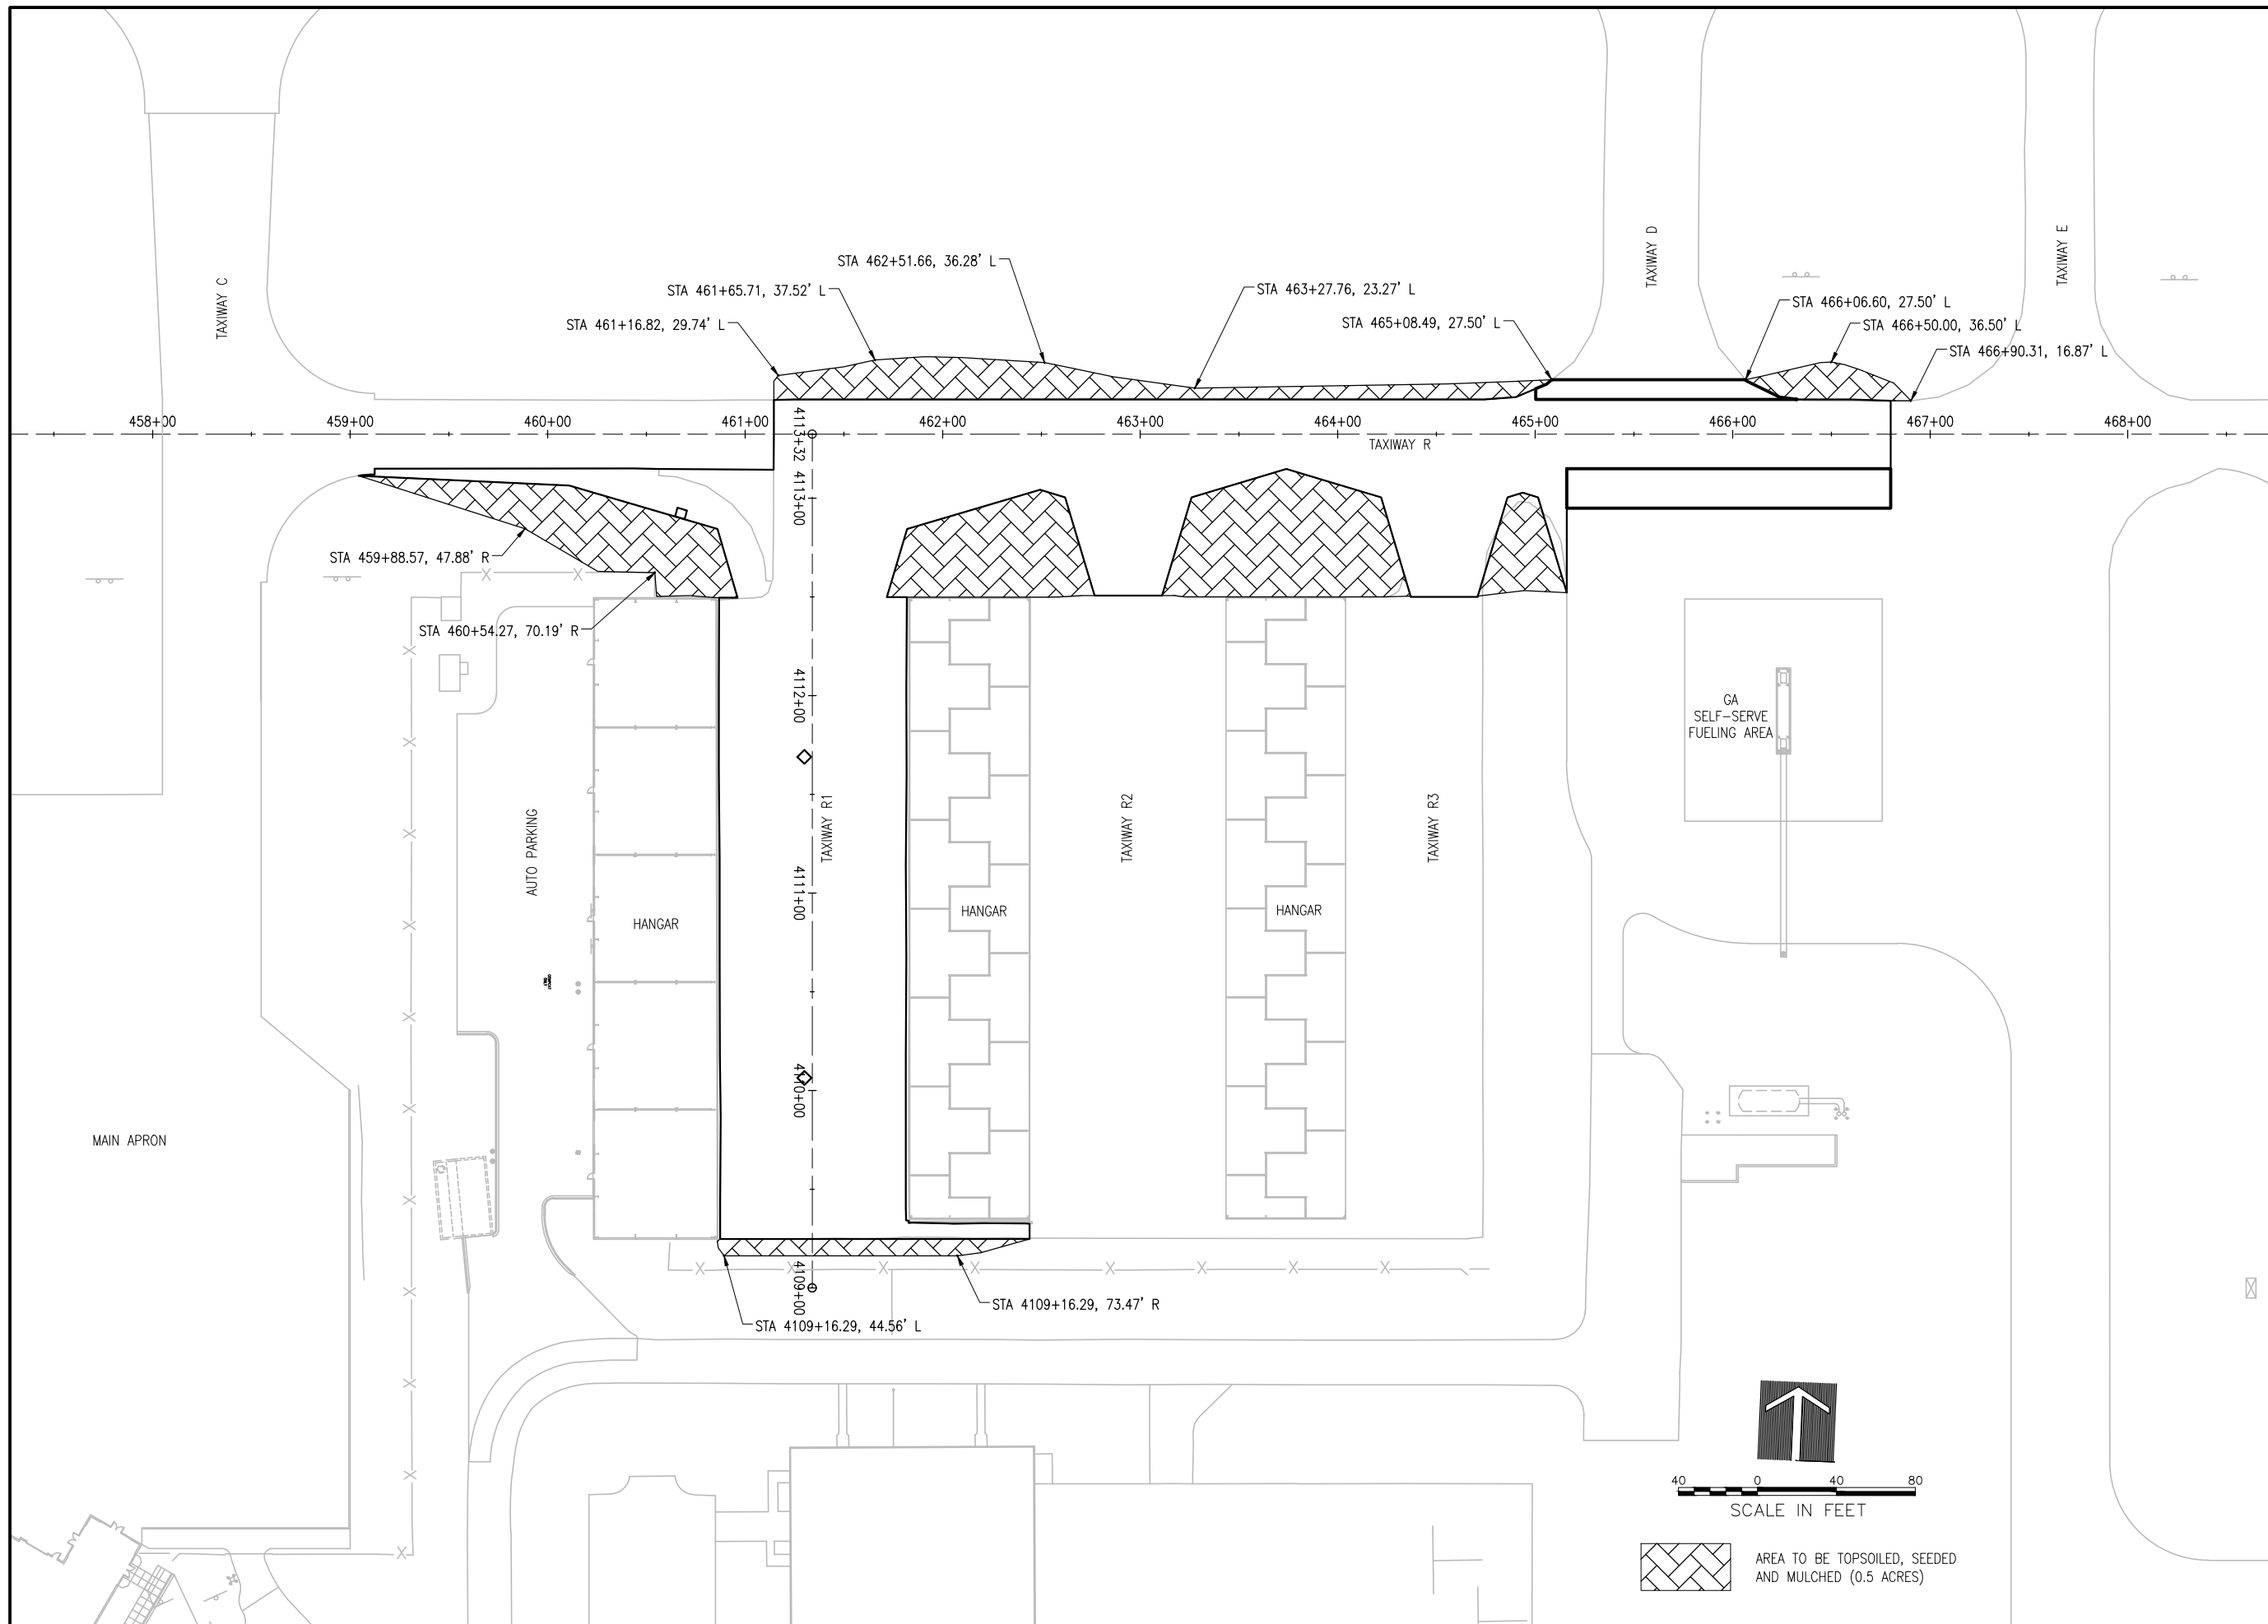 TAXIWAY C
TAXIWAY D
TAXIWAY E
STA 462+51.66, 36.28' L
STA 461+65.71, 37.52' L
STA 461+16.82, 29.74' L
STA 463+27.76, 23.27' L
STA 465+08.49, 27.50' L
STA 466+06.60, 27.50' L
STA 466+50.00, 36.50' L
STA 466+90.31, 16.87' L
458+00
459+00
460+00
461+00
462+00
463+00
464+00
465+00
466+00
467+00
468+00
TAXIWAY R
4113+32
4113+00
STA 459+88.57, 47.88' R
STA 460+54.27, 70.19' R
4112+00
GA
SELF-SERVE
FUELING AREA
AUTO PARKING
TAXIWAY R1
TAXIWAY R2
TAXIWAY R3
4111+00
HANGAR
HANGAR
HANGAR
4110+00
MAIN APRON
4109+00
STA 4109+16.29, 73.47' R
STA 4109+16.29, 44.56' L
40 0 40 80
SCALE IN FEET
AREA TO BE TOPSOILED, SEEDED
AND MULCHED (0.5 ACRES)